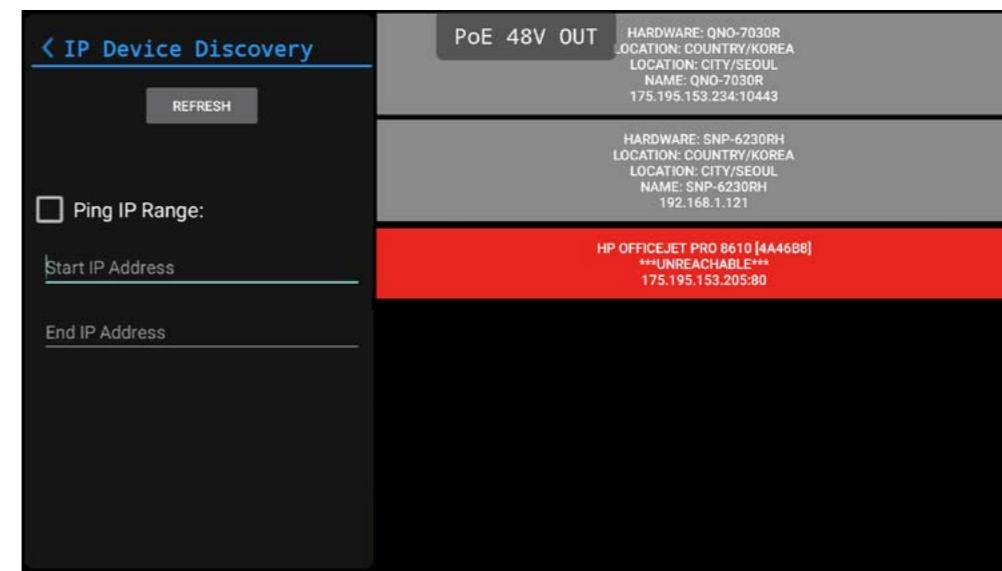 < IP Device Discovery
REFRESH
Ping IP Range:
Start IP Address
End IP Address
PoE 48V OUT
HARDWARE: QNO-7030R
LOCATION: COUNTRY/KOREA
LOCATION: CITY/SEOUL
NAME: QNO-7030R
175.195.153.234:10443
HARDWARE: SNP-6230RH
LOCATION: COUNTRY/KOREA
LOCATION: CITY/SEOUL
NAME: SNP-6230RH
192.168.1.121
HP OFFICEJET PRO 8610 [4A46B8]
***UNREACHABLE***
175.195.153.205:80